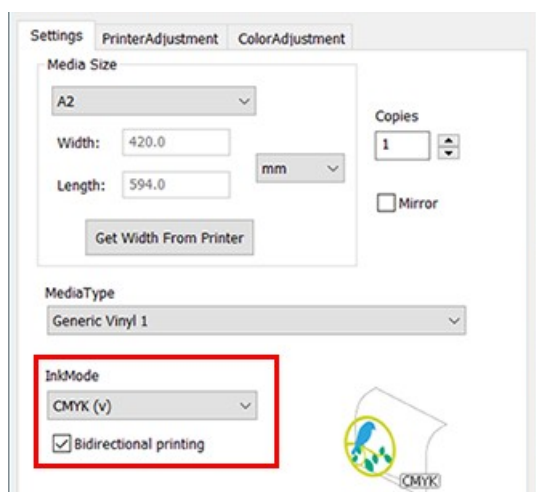 Settings PrinterAdjustment ColorAdjustment
Media Size
A2
Copies
Width: 420.0
1
mm
Length: 594.0
Mirror
Get Width From Printer
MediaType
Generic Vinyl 1
InkMode
CMYK (v)
Bidirectional printing
CMYK